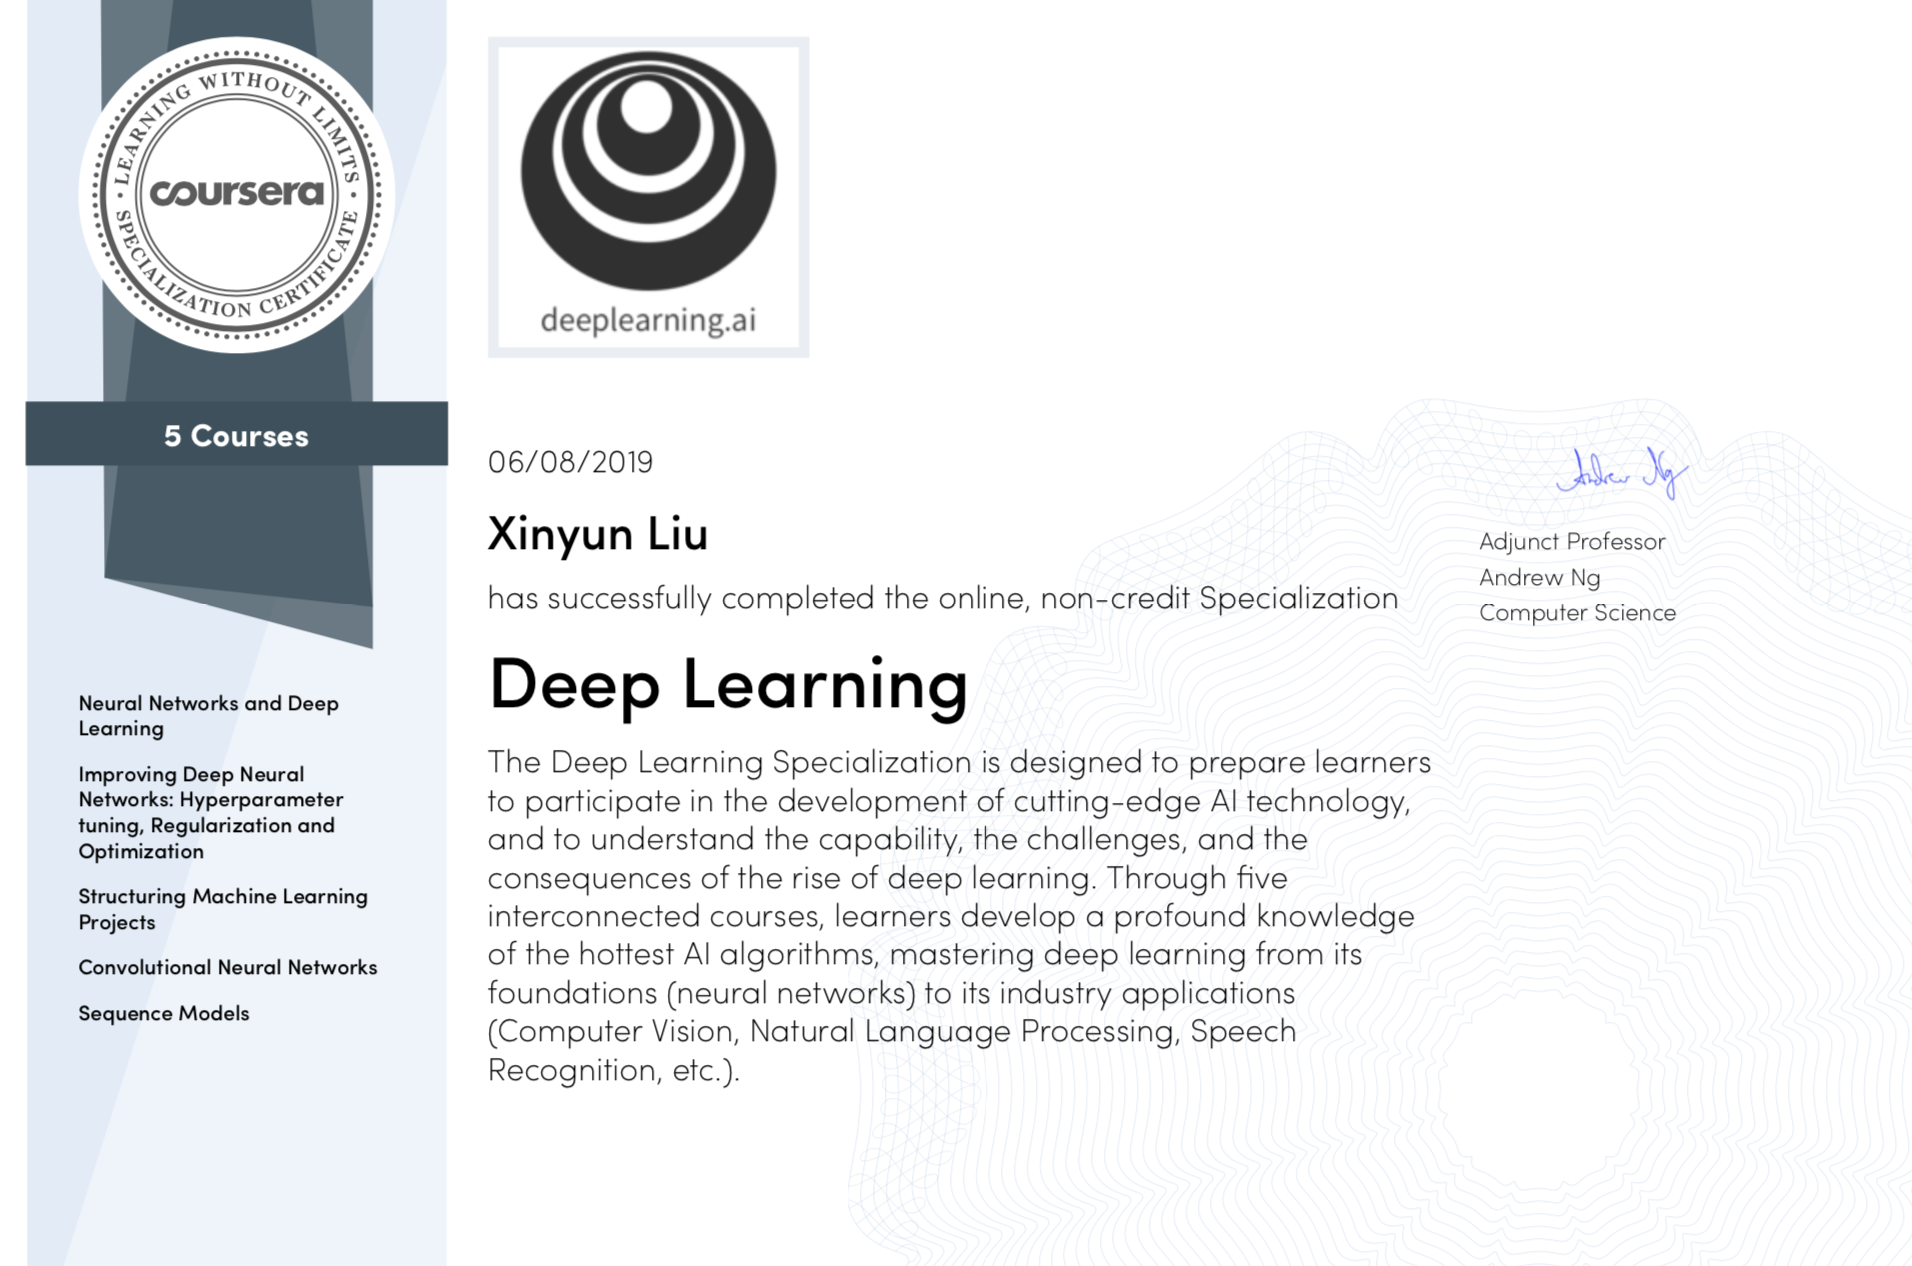 LEARNING WITHOUT LIMITS
coursera
SPECIALIZATION CERTIFICATE
5 Courses
Neural Networks and Deep
Learning
Improving Deep Neural
Networks: Hyperparameter
tuning, Regularization and
Optimization
Structuring Machine Learning
Projects
Convolutional Neural Networks
Sequence Models
deeplearning.ai
06/08/2019
Xinyun Liu
has successfully completed the online, non-credit Specialization
Deep Learning
The Deep Learning Specialization is designed to prepare learners
to participate in the development of cutting-edge AI technology,
and to understand the capability, the challenges, and the
consequences of the rise of deep learning. Through five
interconnected courses, learners develop a profound knowledge
of the hottest AI algorithms, mastering deep learning from its
foundations (neural networks) to its industry applications
(Computer Vision, Natural Language Processing, Speech
Recognition, etc.).
Andrew Ng
Adjunct Professor
Andrew Ng
Computer Science